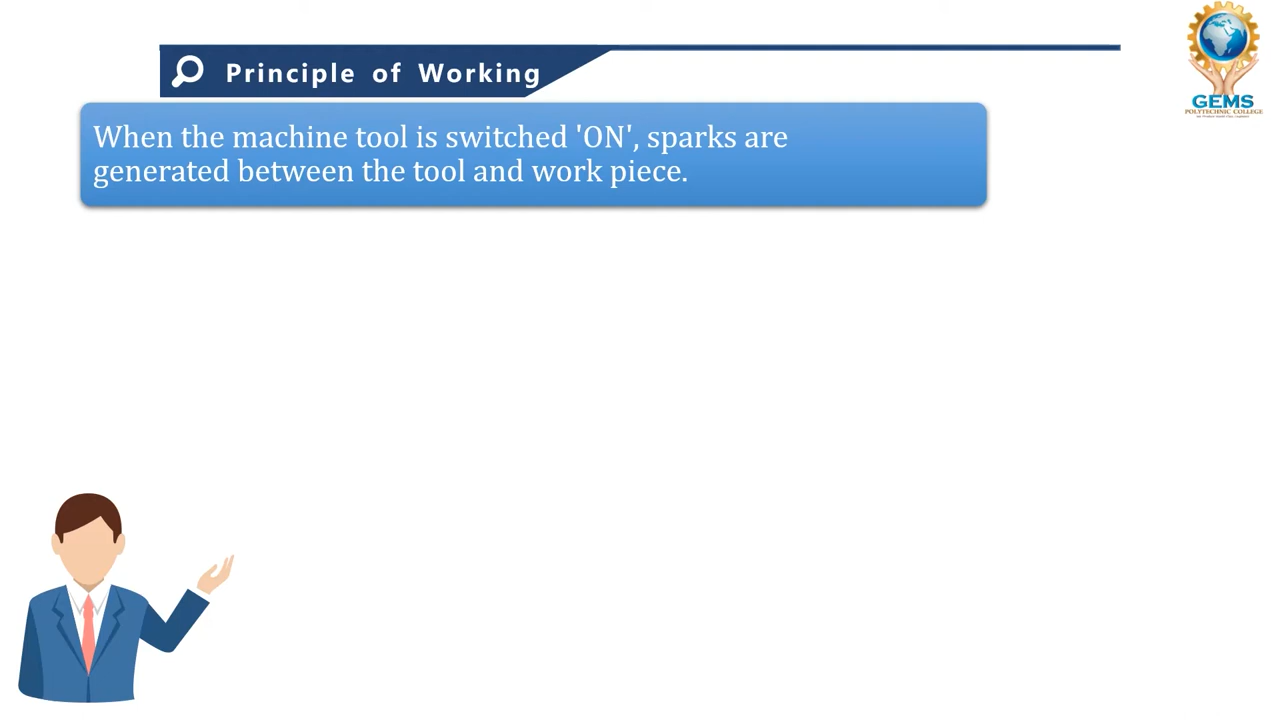 Principle of Working
When the machine tool is switched 'ON', sparks are
generated between the tool and work piece.
GEMS
POLYTECHNIC COLLEGE